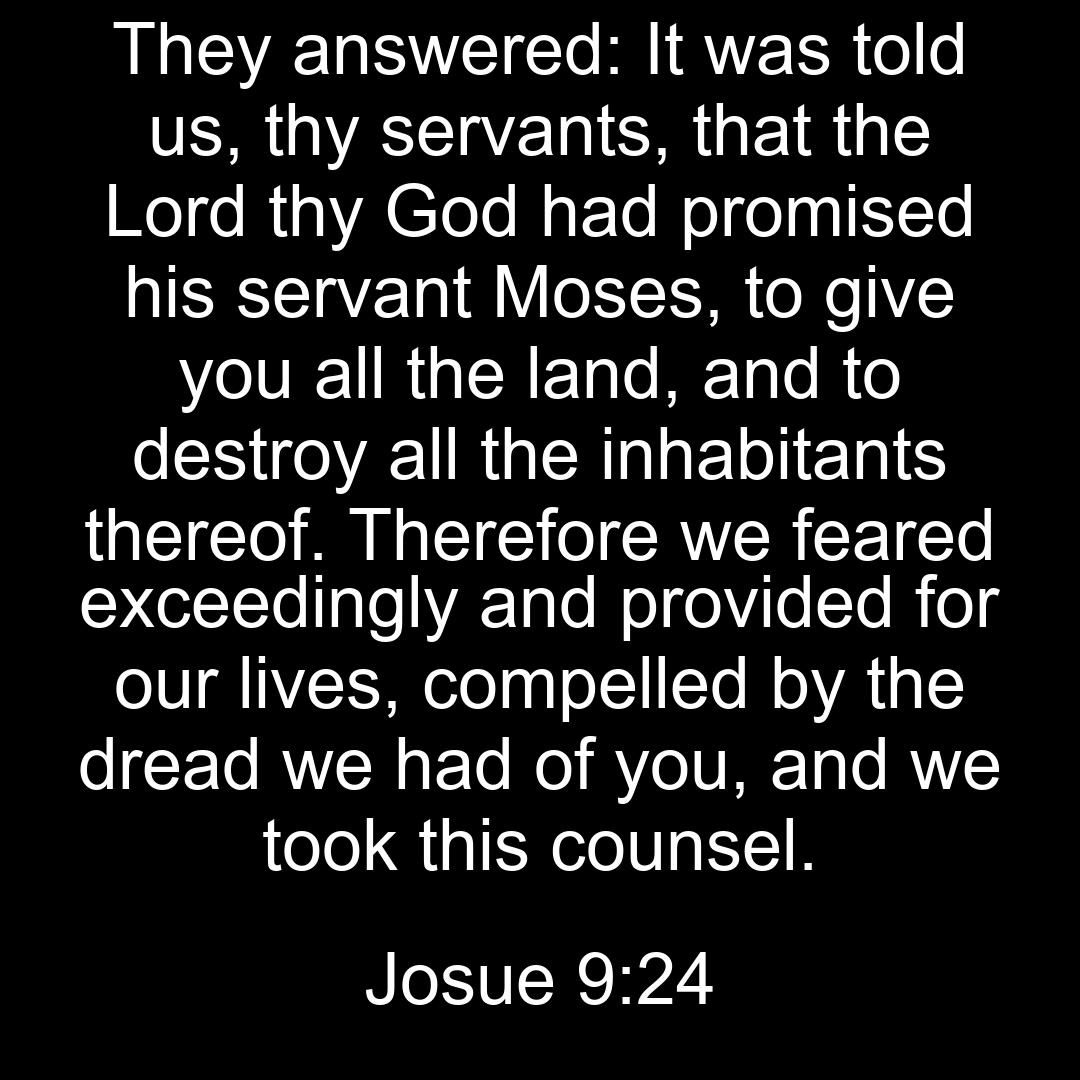 They answered: It was told
us, thy servants, that the
Lord thy God had promised
his servant Moses, to give
you all the land, and to
destroy all the inhabitants
thereof. Therefore we feared
exceedingly and provided for
our lives, compelled by the
dread we had of you, and we
took this counsel.
Josue 9:24